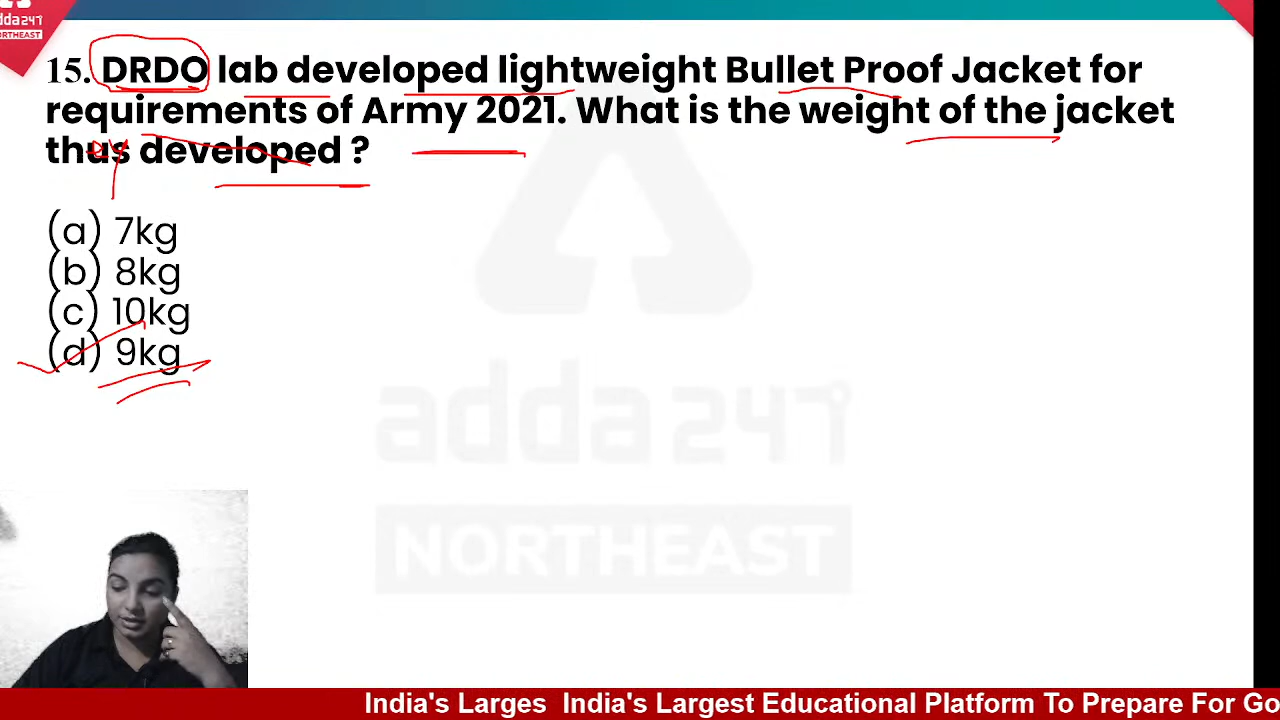 adda247
NORTHEAST
15. DRDO lab developed lightweight Bullet Proof Jacket for
requirements of Army 2021. What is the weight of the jacket
thus developed ?
(a) 7kg
(b) 8kg
(c) 10kg
(d) 9kg
adda247
NORTHEAST
India's Larges India's Largest Educational Platform To Prepare For Go